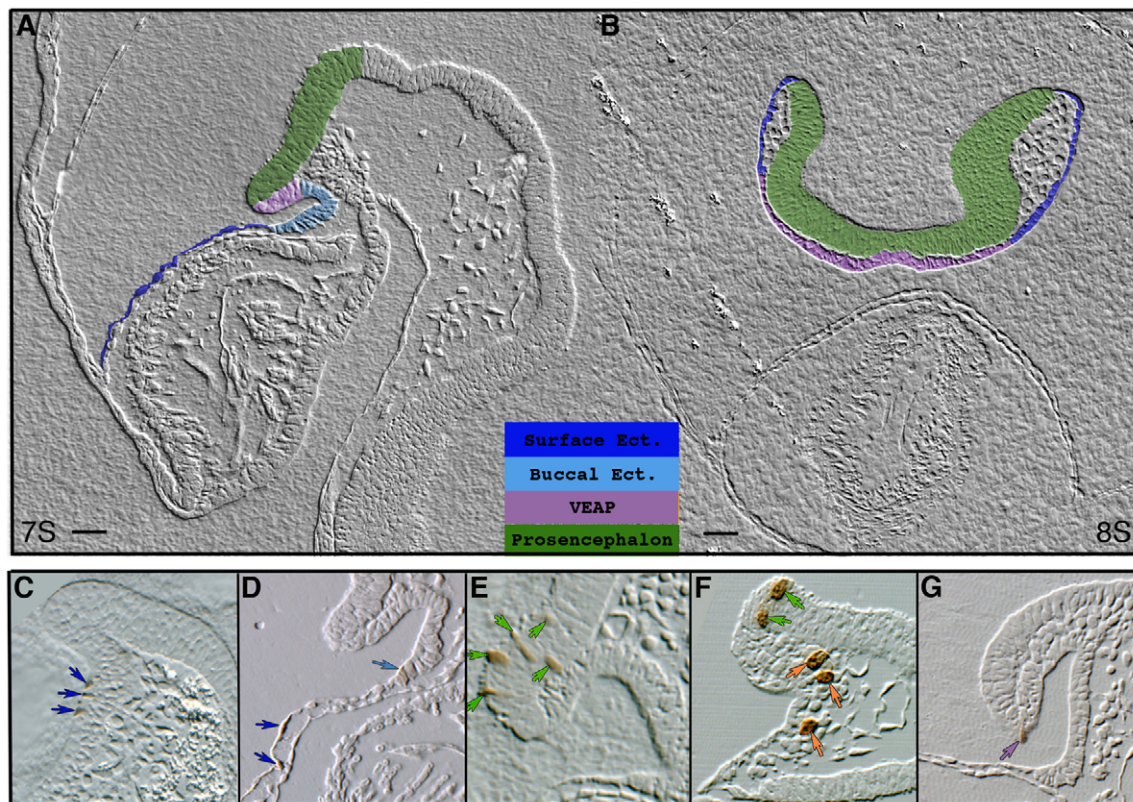 A
B
Surface Ect.
Buccal Ect.
VEAP
Prosencephalon
7S
8S
C
D
E
F
G